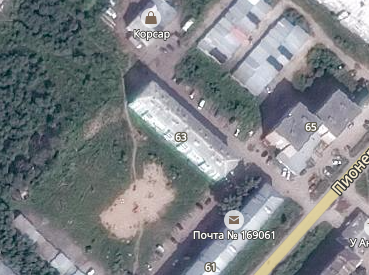 Корсар
63
65
Пионе
Почта № 169061
У Ан
61